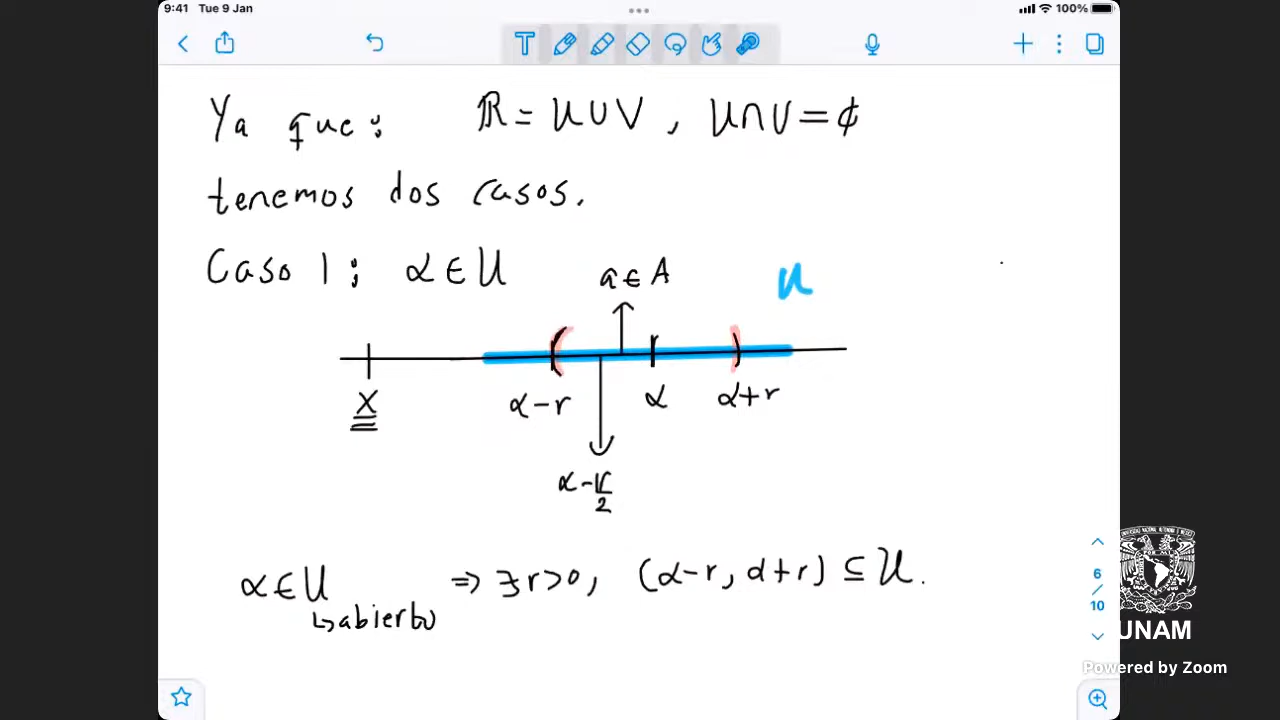 9:41 Tue 9 Jan
100%
Ya que: ℝ = U ∪ V , U ∩ V = ∅
tenemos dos casos.
Caso 1: α ∈ U
a ∈ A
U
x
α-r
α
α+r
α-r/2
α ∈ U ⇒ ∃ r>0, (α-r, α+r) ⊆ U.
↳ abierto
6
/
10
UNAM
Powered by Zoom